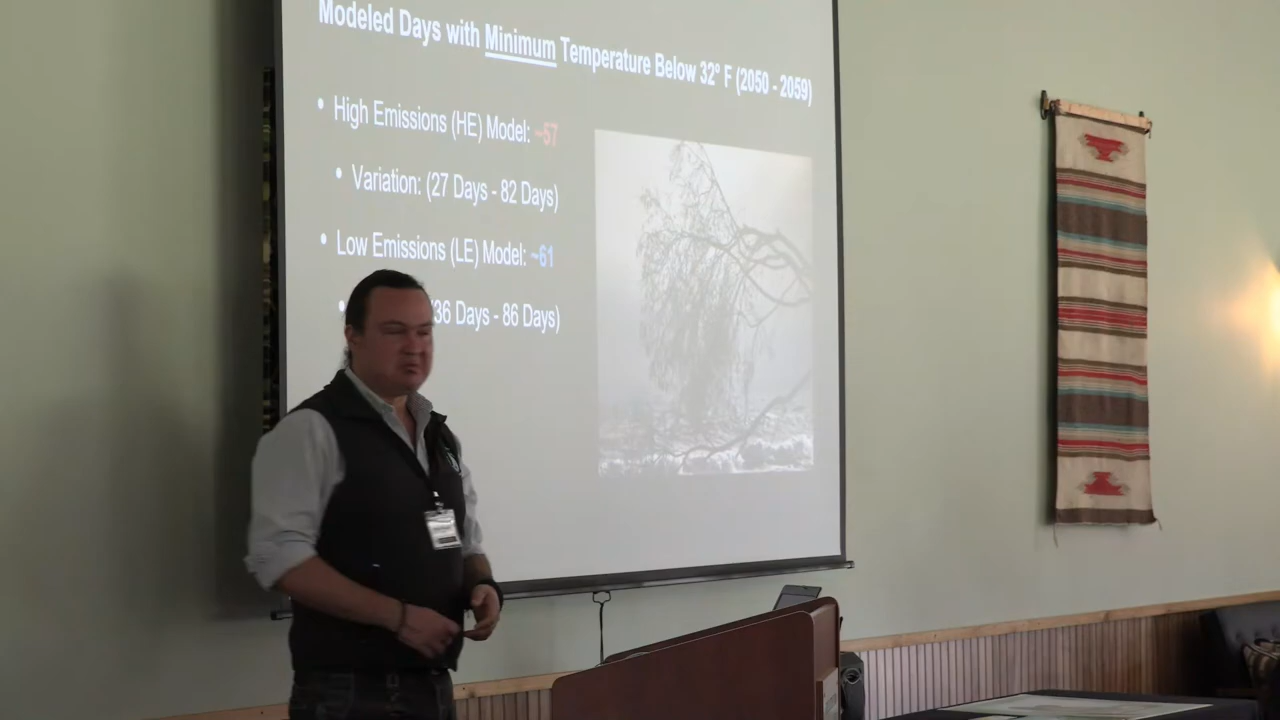 Modeled Days with Minimum Temperature Below 32° F (2050 - 2059)
• High Emissions (HE) Model: ~57
• Variation: (27 Days - 82 Days)
• Low Emissions (LE) Model: ~61
• (36 Days - 86 Days)